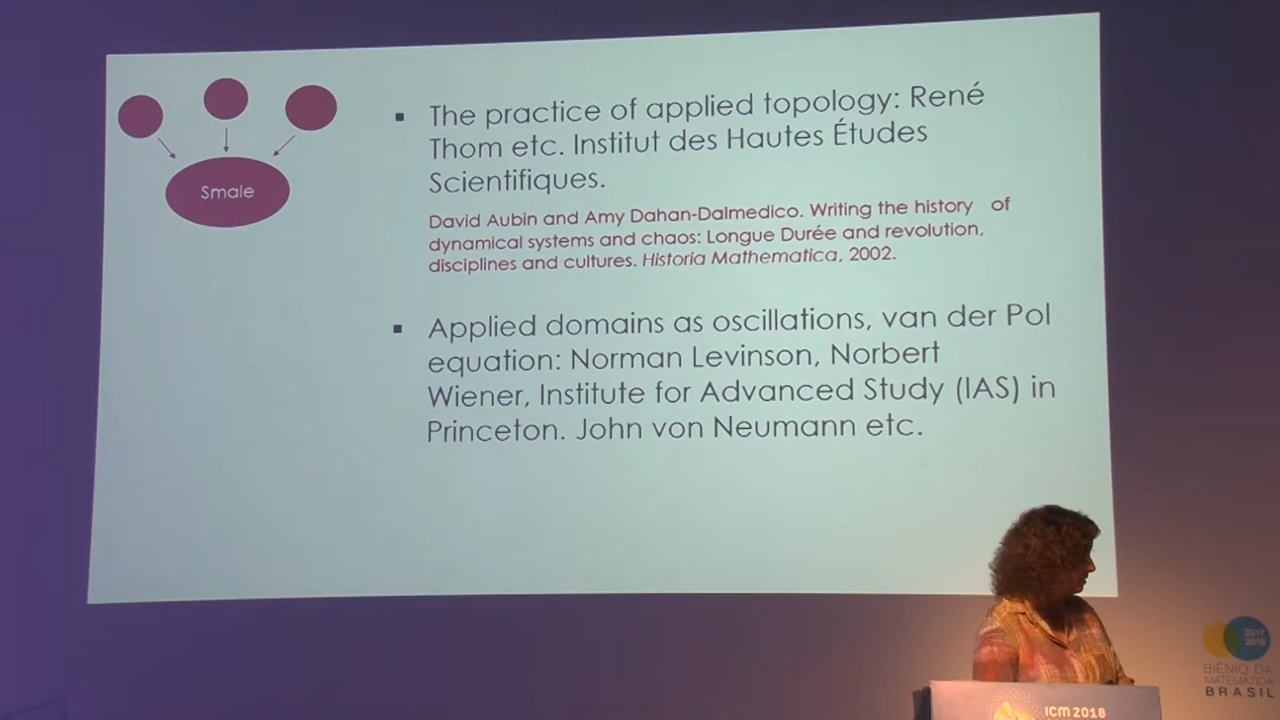 Smale
▪ The practice of applied topology: René
Thom etc. Institut des Hautes Études
Scientifiques.
David Aubin and Amy Dahan-Dalmedico. Writing the history of
dynamical systems and chaos: Longue Durée and revolution,
disciplines and cultures. Historia Mathematica, 2002.
▪ Applied domains as oscillations, van der Pol
equation: Norman Levinson, Norbert
Wiener, Institute for Advanced Study (IAS) in
Princeton. John von Neumann etc.
2017
2018
BIÊNIO DA
MATEMÁTICA
BRASIL
ICM 2018